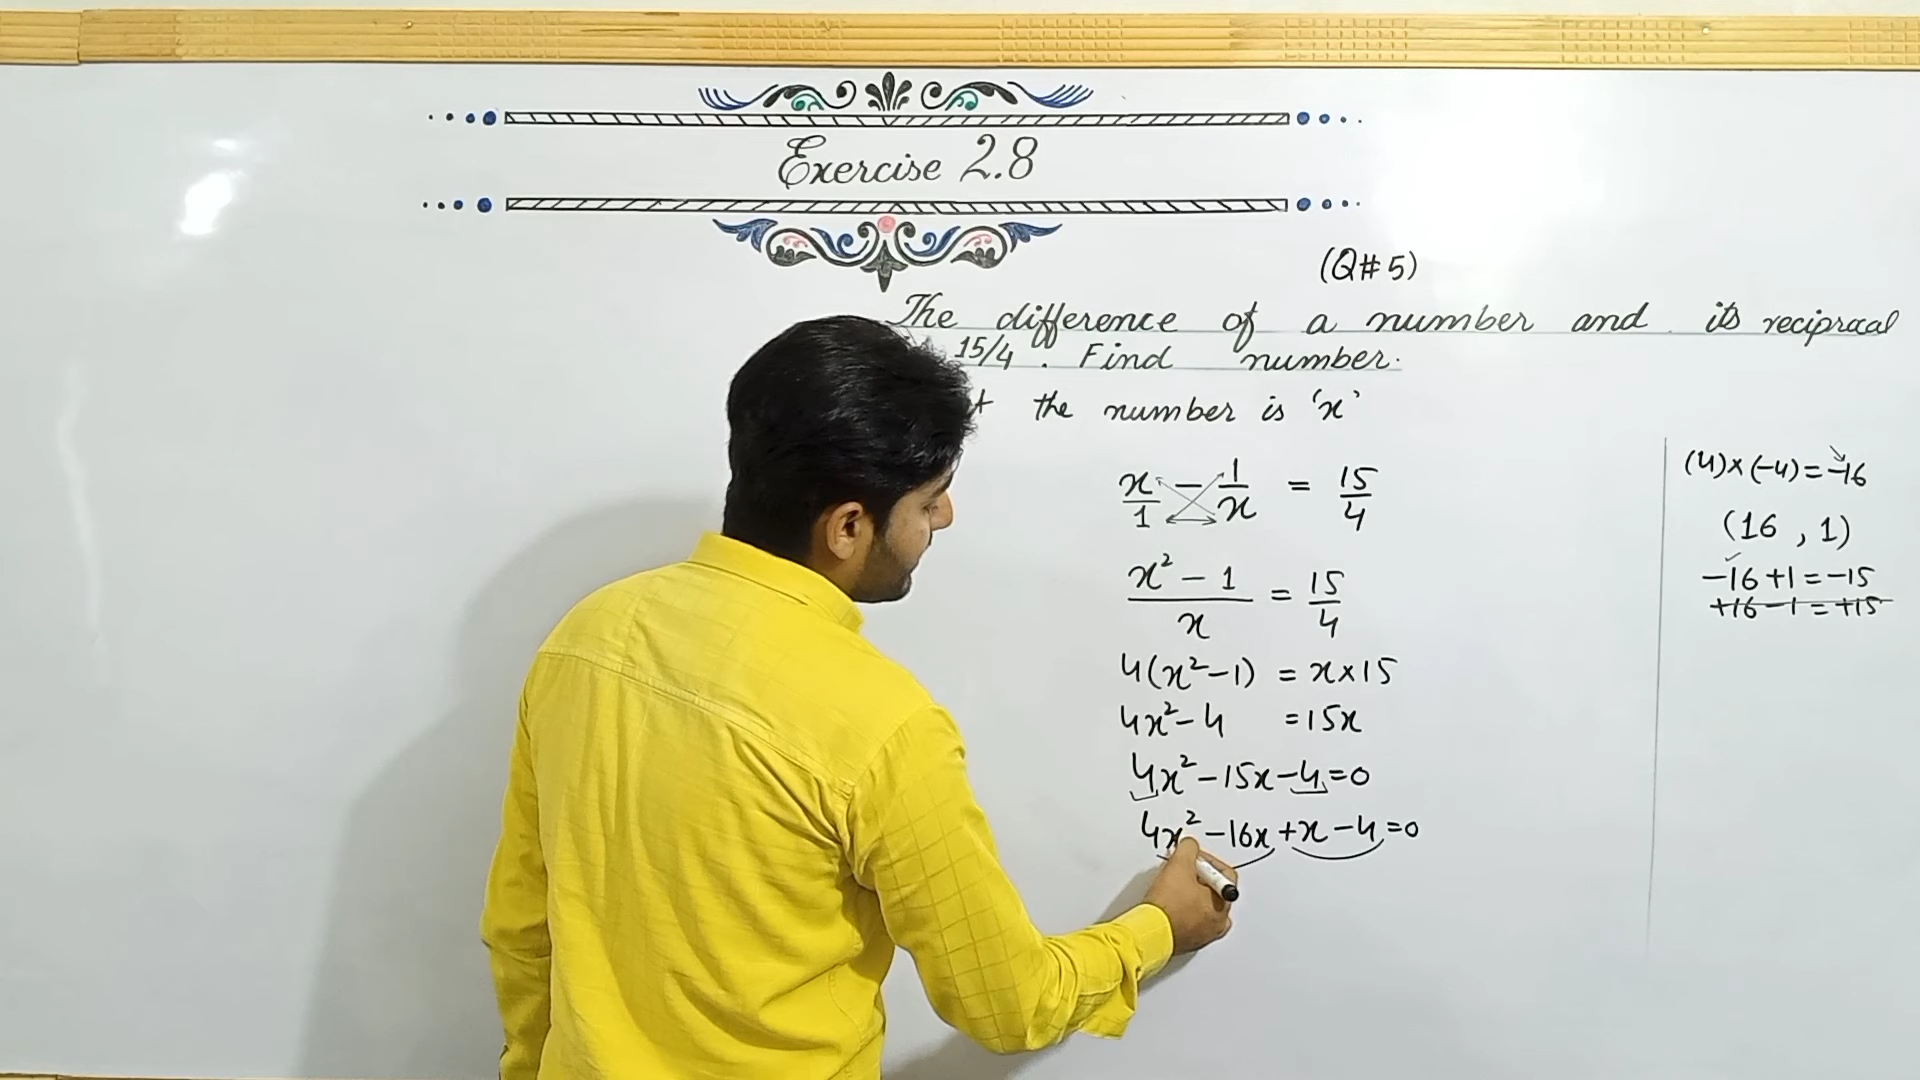 Exercise 2.8
(Q#5)
The difference of a number and its reciprocal
15/4. Find number.
the number is 'x'
x/1 - 1/x = 15/4
x² - 1 / x = 15/4
4(x²-1) = x×15
4x²-4 =15x
4x²-15x-4=0
4x²-16x+x-4=0
(4)×(-4)=-16
(16, 1)
-16+1=-15
+16-1=+15